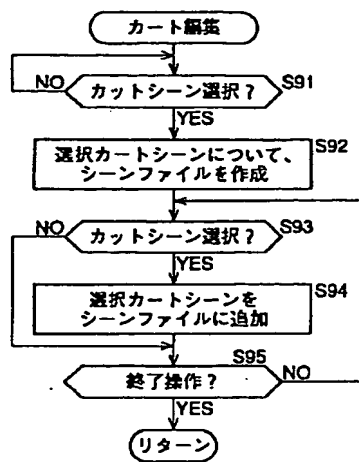 カート編集
NO
カットシーン選択？
S91
YES
S92
選択カートシーンについて、
シーンファイルを作成
NO
カットシーン選択？
S93
YES
S94
選択カートシーンを
シーンファイルに追加
S95
終了操作？
NO
YES
リターン